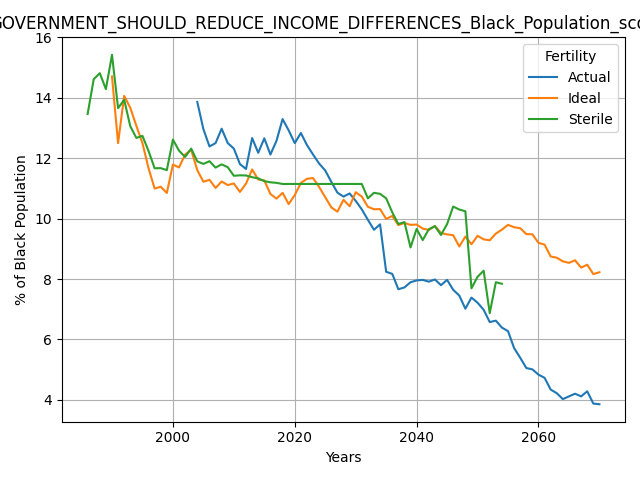 GOVERNMENT_SHOULD_REDUCE_INCOME_DIFFERENCES_Black_Population_sco
16
14
12
10
8
6
4
% of Black Population
2000 2020 2040 2060
Years
Fertility
Actual
Ideal
Sterile